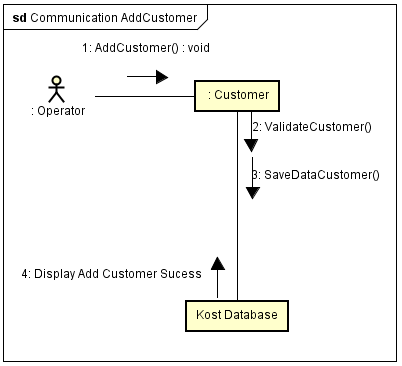 sd Communication AddCustomer
1: AddCustomer() : void
: Customer
: Operator
2: ValidateCustomer()
3: SaveDataCustomer()
4: Display Add Customer Sucess
Kost Database